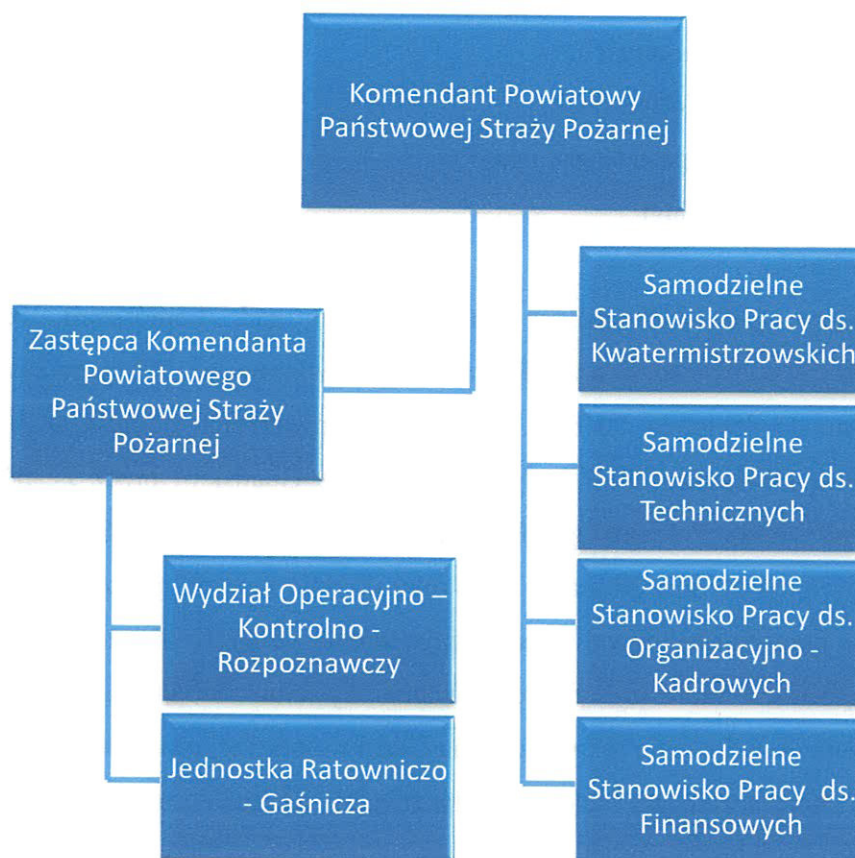 Komendant Powiatowy
Państwowej Straży Pożarnej
Zastępca Komendanta
Powiatowego
Państwowej Straży
Pożarnej
Wydział Operacyjno –
Kontrolno -
Rozpoznawczy
Jednostka Ratowniczo
- Gaśnicza
Samodzielne
Stanowisko Pracy ds.
Kwatermistrzowskich
Samodzielne
Stanowisko Pracy ds.
Technicznych
Samodzielne
Stanowisko Pracy ds.
Organizacyjno -
Kadrowych
Samodzielne
Stanowisko Pracy ds.
Finansowych